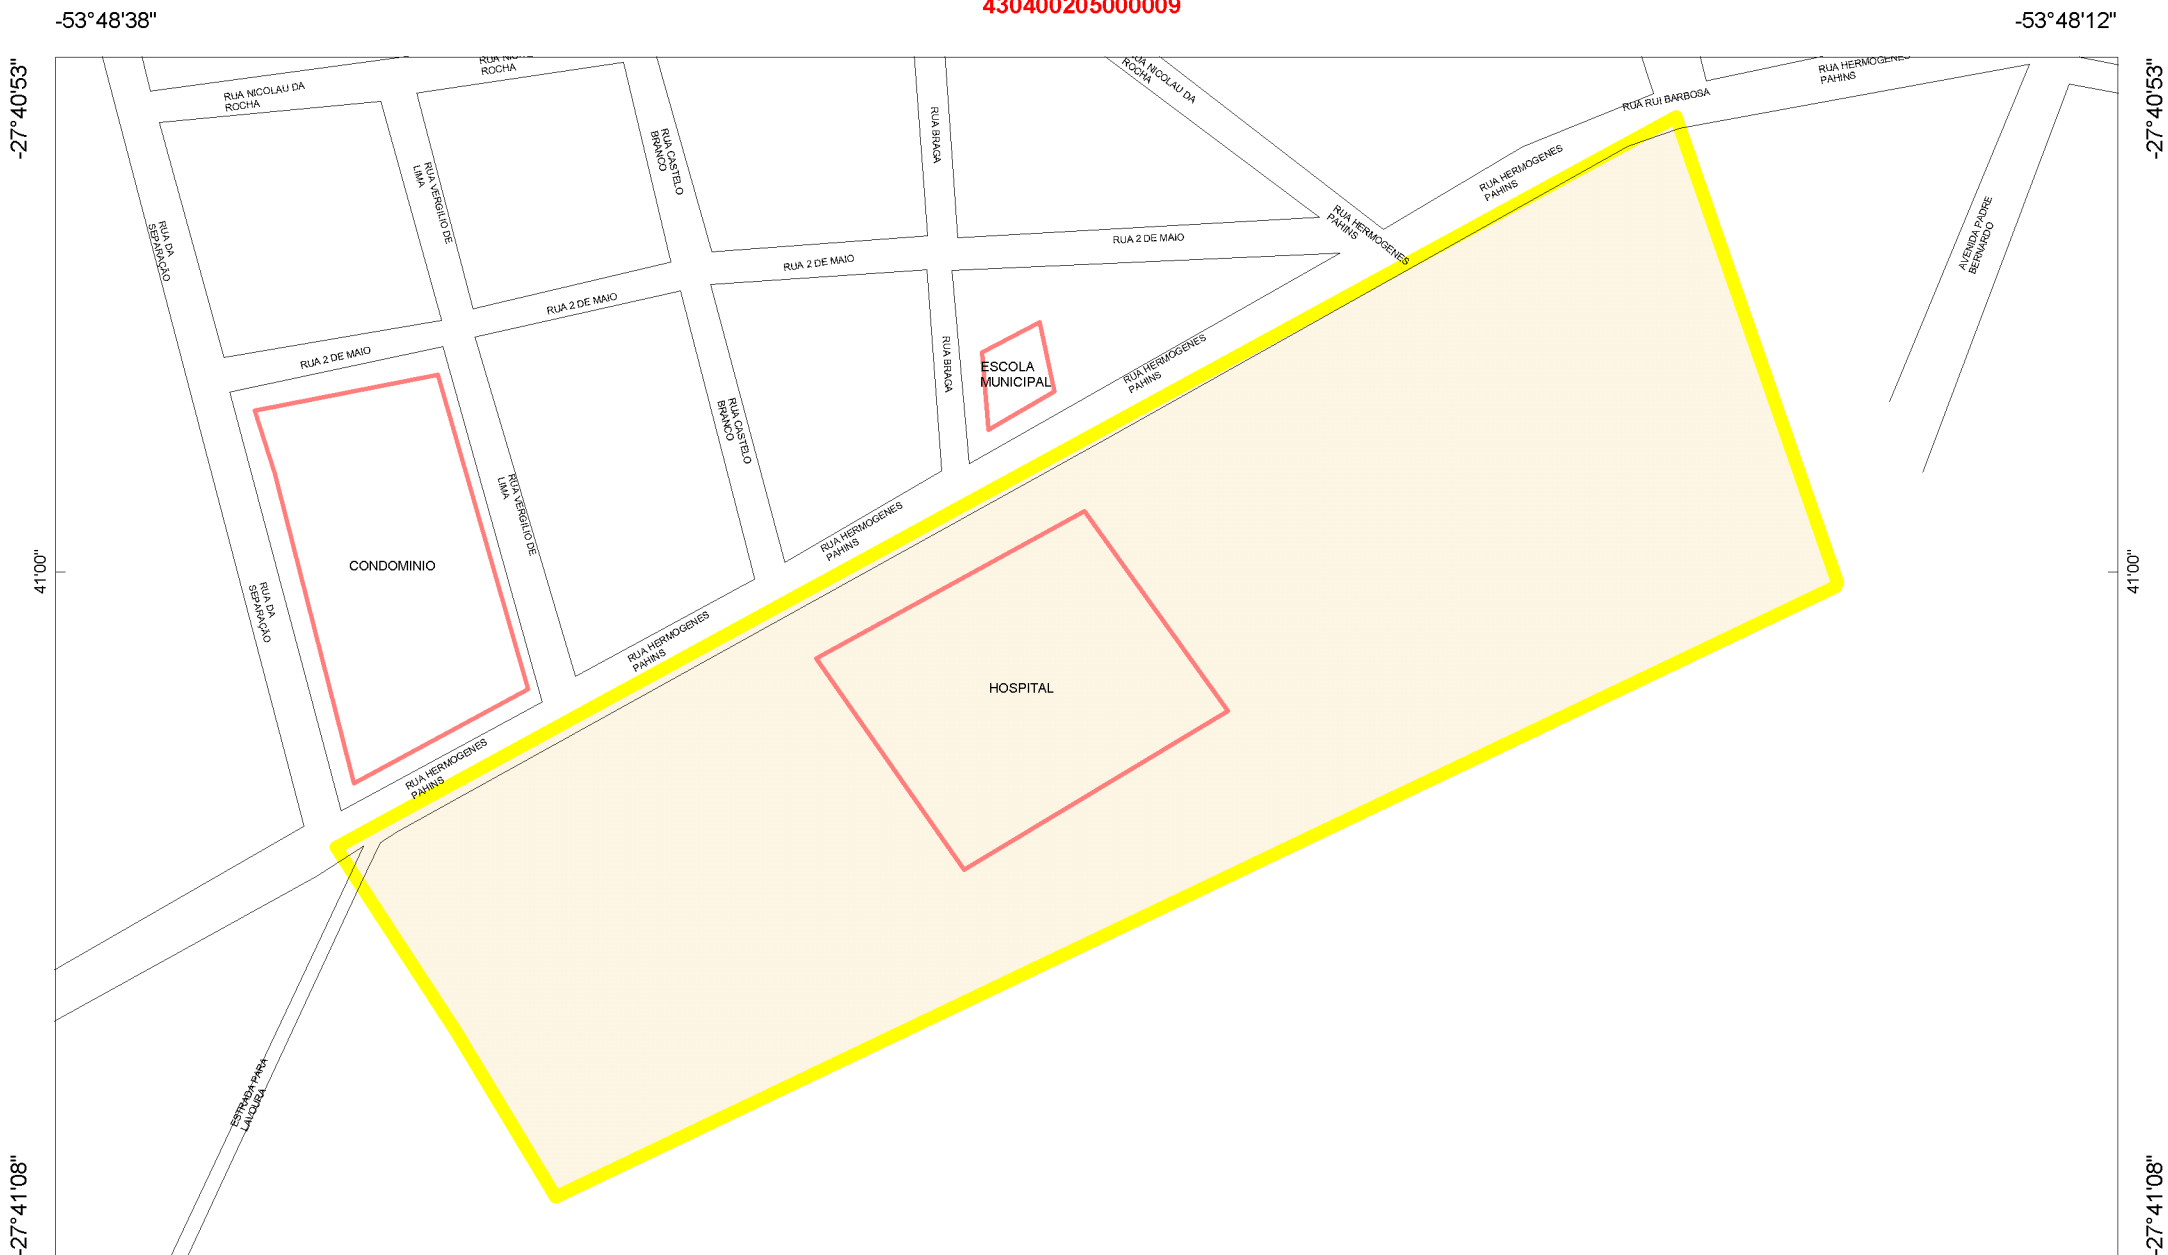 430400205000009
-53°48'38"
-53°48'12"
-27°40'53"
-27°40'53"
RUA NICOLAU DA
ROCHA
RUA
ROCHA
RUA NICOLAU DA
ROCHA
RUA HERMOGENES
PAHINS
RUA RUI BARBOSA
RUA BRAGA
RUA CASTELO
BRANCO
RUA VERGILIO DE
LIMA
RUA DA
SEPARAÇÃO
RUA HERMOGENES
PAHINS
RUA HERMOGENES
PAHINS
AVENIDA PADRE
BERNARDO
RUA 2 DE MAIO
RUA 2 DE MAIO
RUA 2 DE MAIO
RUA 2 DE MAIO
RUA BRAGA
ESCOLA
MUNICIPAL
RUA HERMOGENES
PAHINS
RUA CASTELO
BRANCO
RUA VERGILIO DE
LIMA
RUA HERMOGENES
PAHINS
CONDOMINIO
41'00"
41'00"
RUA DA
SEPARAÇÃO
RUA HERMOGENES
PAHINS
HOSPITAL
RUA HERMOGENES
PAHINS
ESTRADA PARA
LAVOURA
-27°41'08"
-27°41'08"